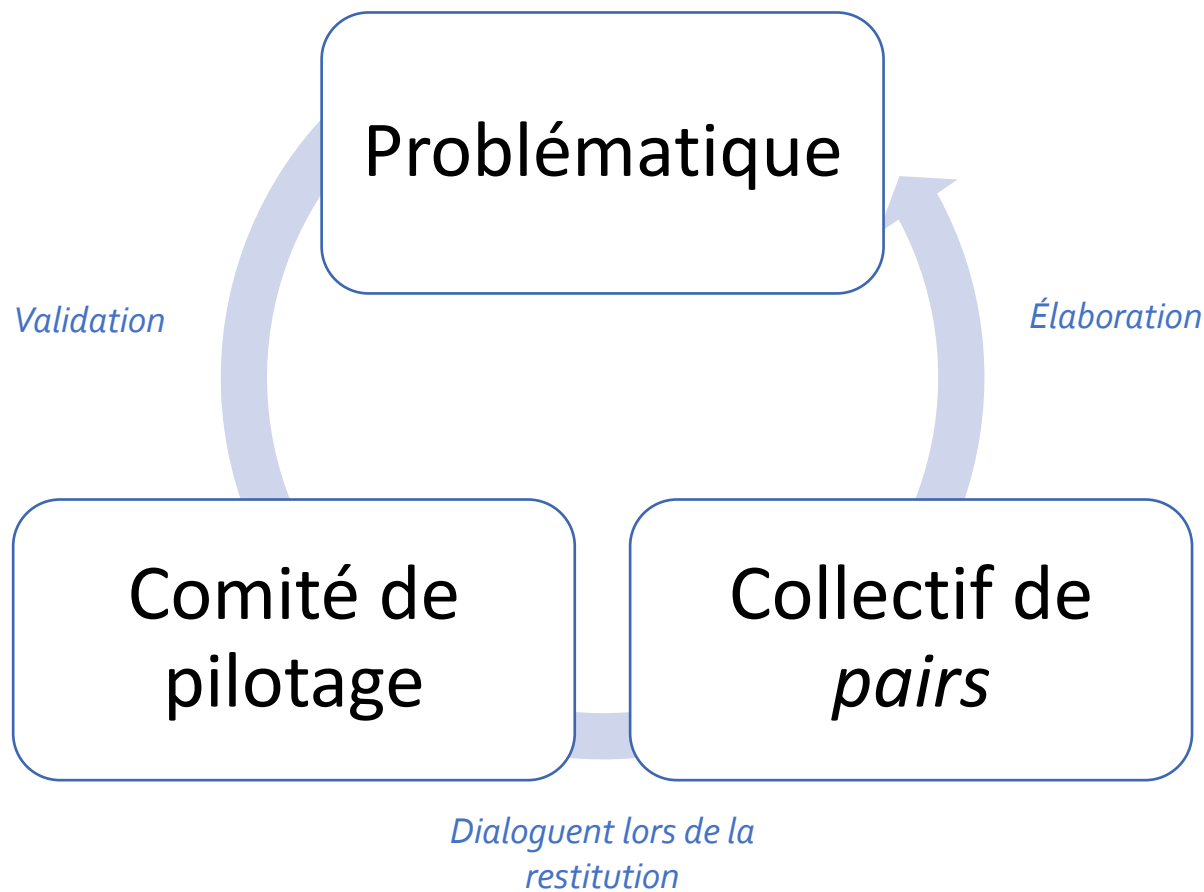 Problématique
Validation
Élaboration
Comité de
pilotage
Collectif de
pairs
Dialoguent lors de la
restitution